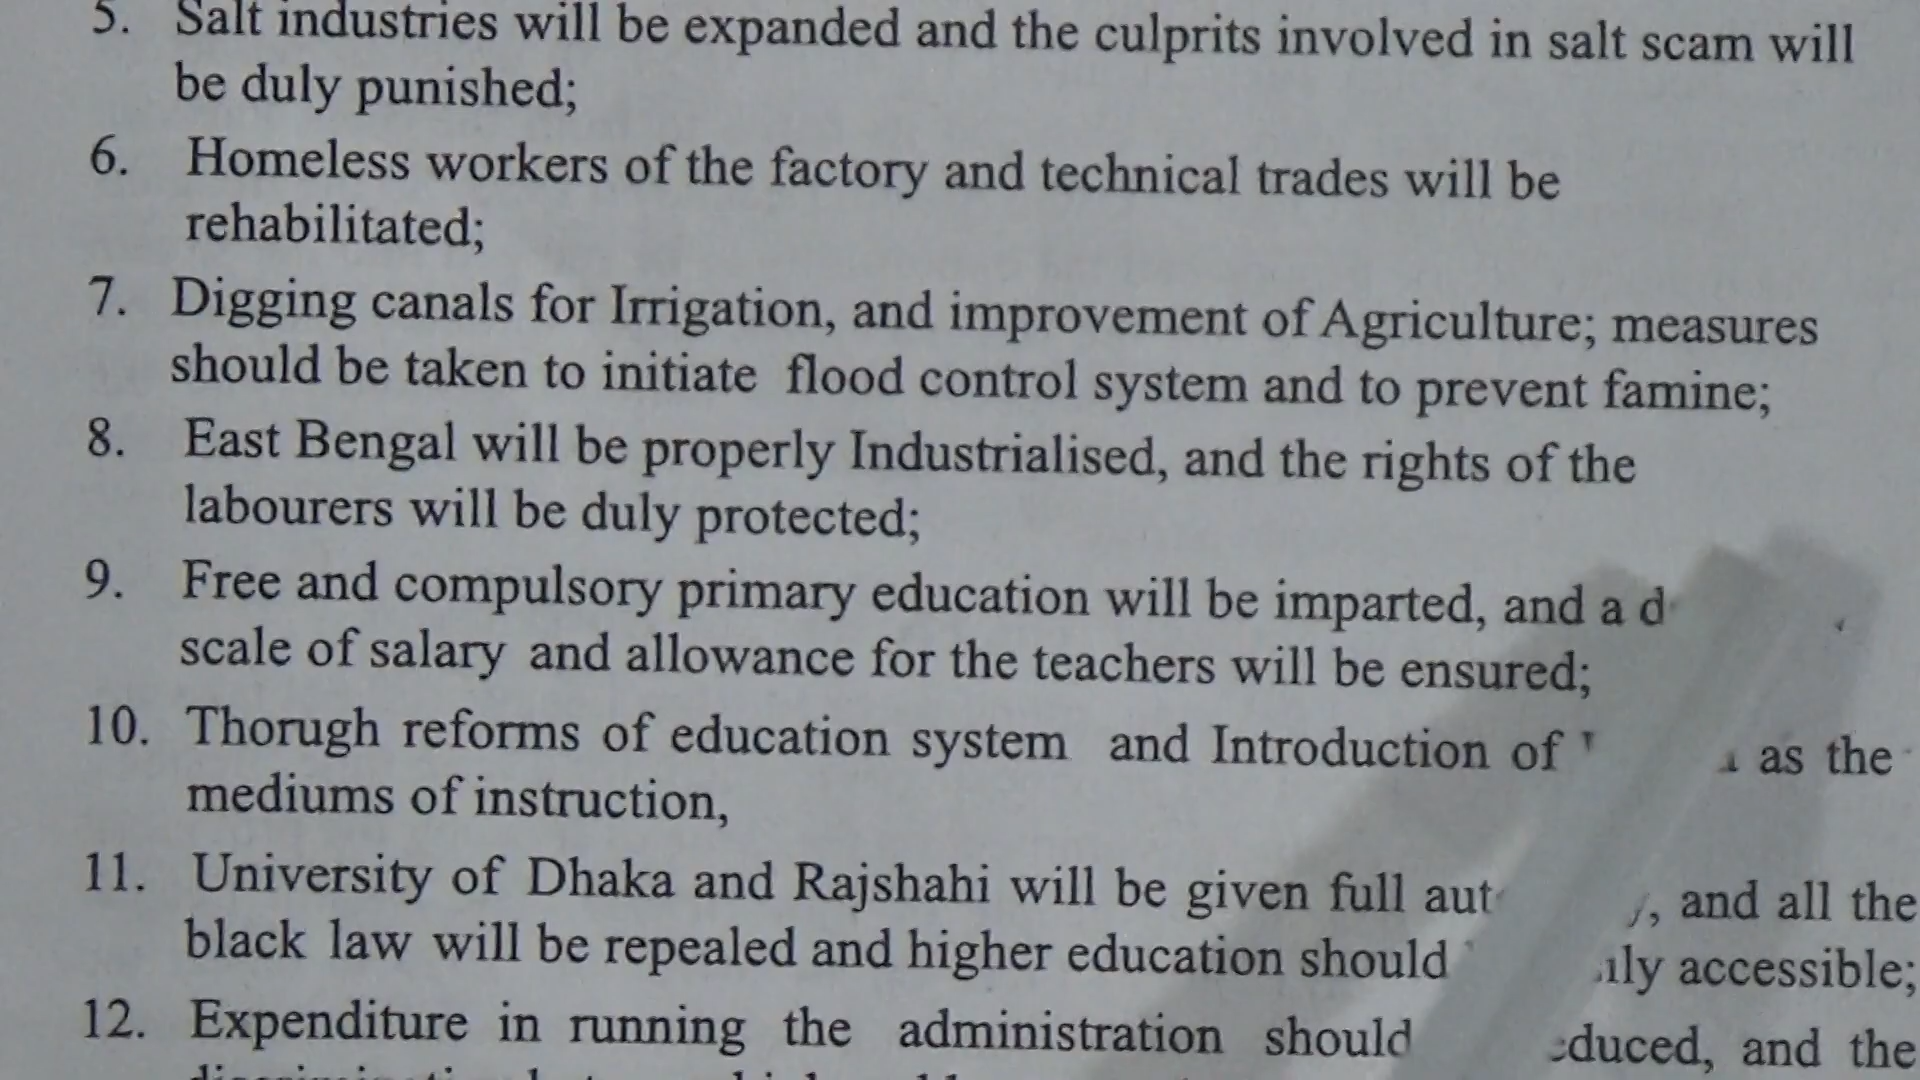 5. Salt industries will be expanded and the culprits involved in salt scam will
be duly punished;
6. Homeless workers of the factory and technical trades will be
rehabilitated;
7. Digging canals for Irrigation, and improvement of Agriculture; measures
should be taken to initiate flood control system and to prevent famine;
8. East Bengal will be properly Industrialised, and the rights of the
labourers will be duly protected;
9. Free and compulsory primary education will be imparted, and a
scale of salary and allowance for the teachers will be ensured;
10. Thorugh reforms of education system and Introduction of as the
mediums of instruction,
11. University of Dhaka and Rajshahi will be given full and all the
black law will be repealed and higher education should accessible;
12. Expenditure in running the administration should and the